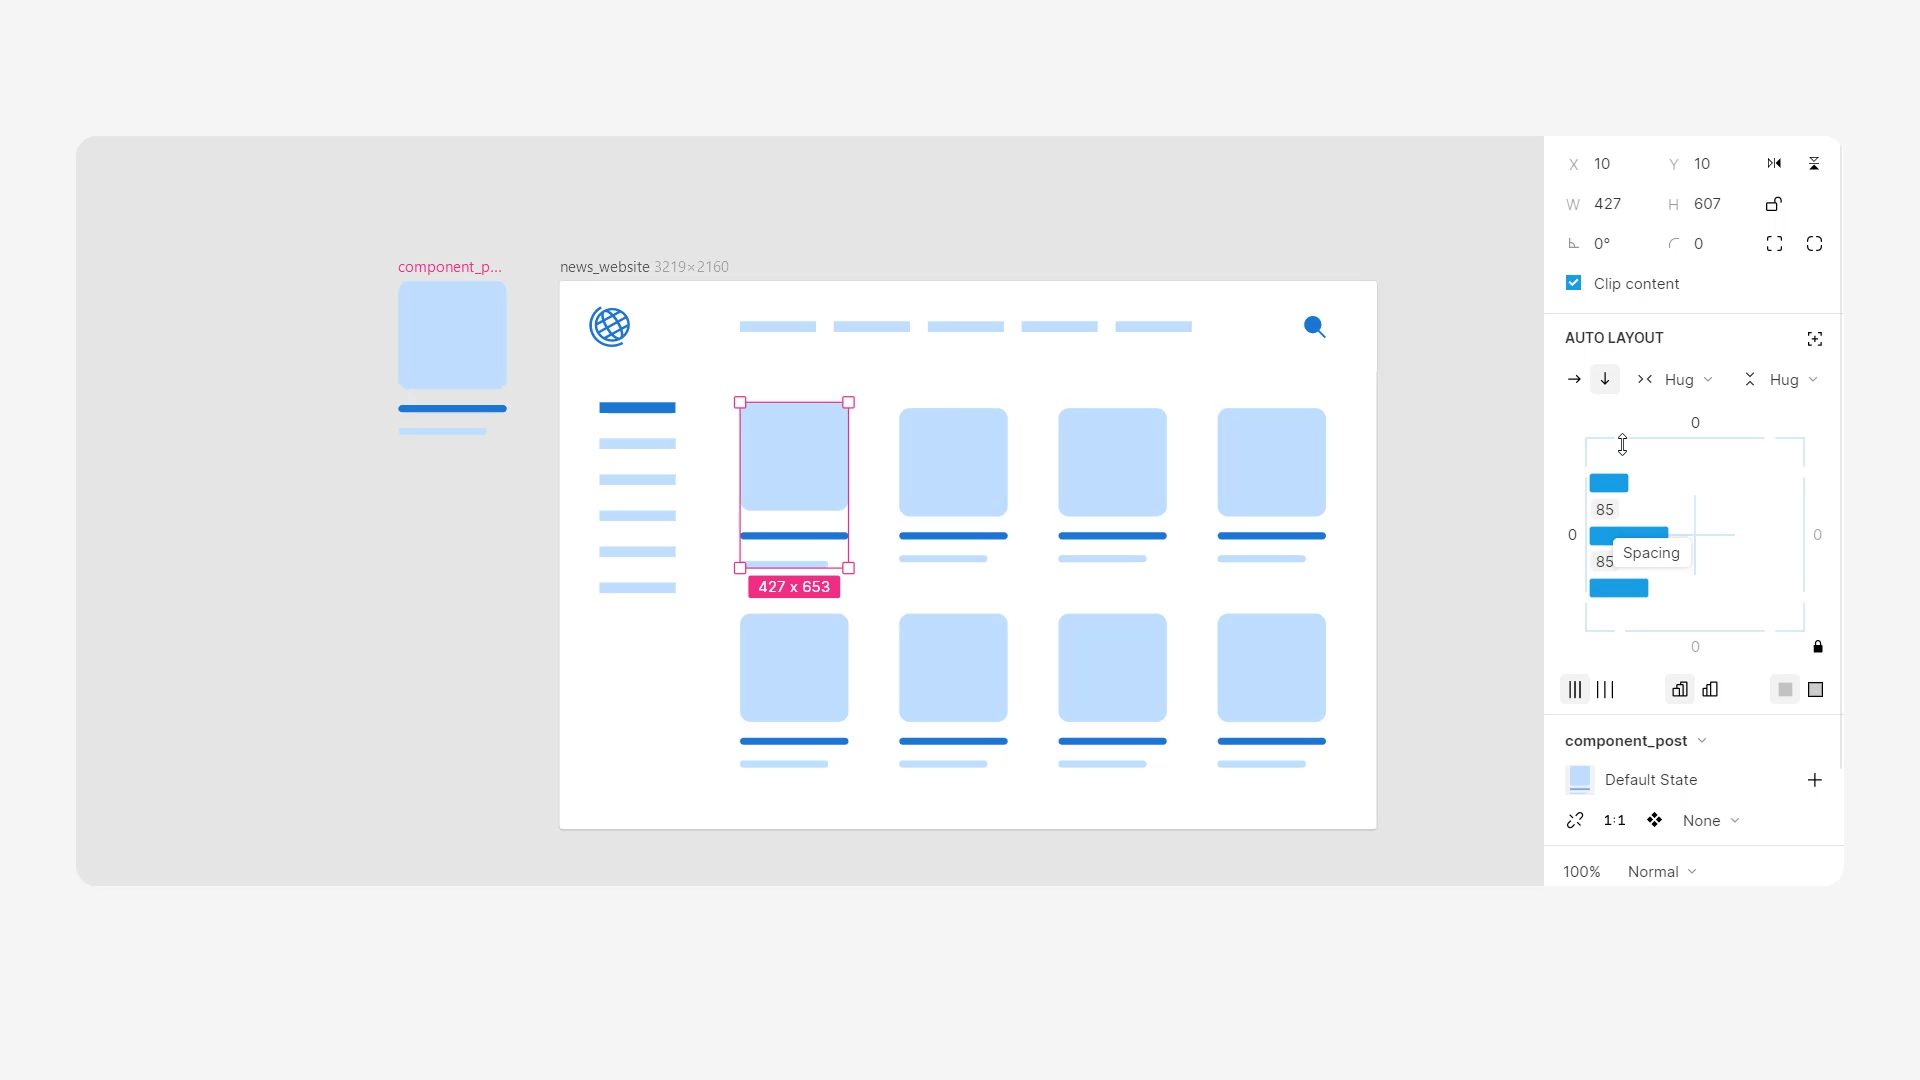 X 10 Y 10
W 427 H 607
0° 0
Clip content
component_p...
news_website 3219×2160
AUTO LAYOUT
Hug Hug
0
85
0 0
Spacing
85
427 x 653
0
component_post
Default State
1:1 None
100% Normal